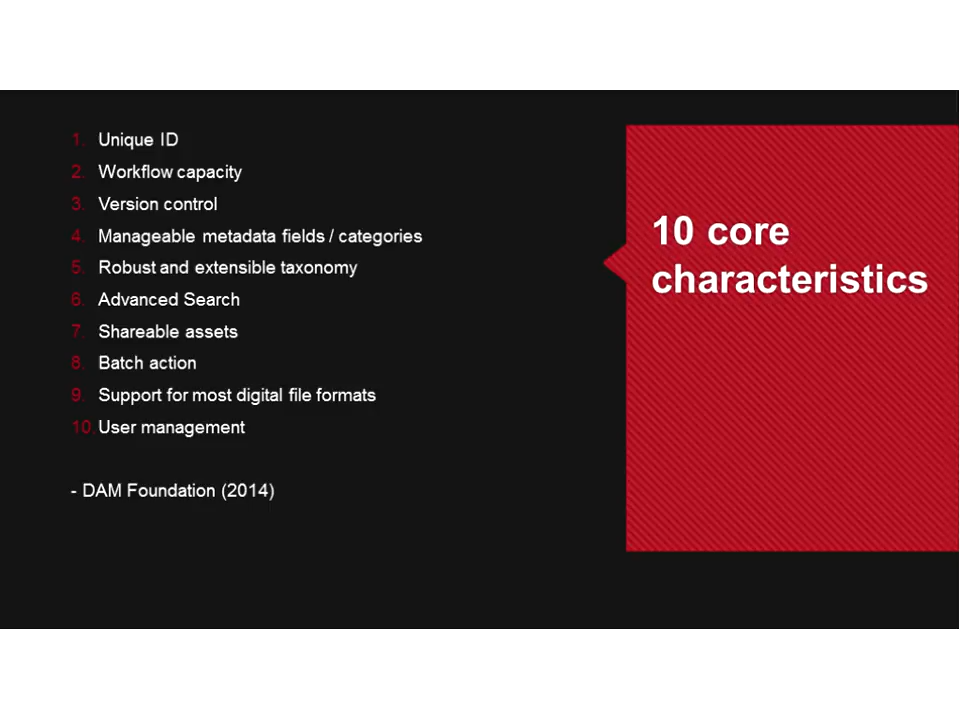 1. Unique ID
2. Workflow capacity
3. Version control
4. Manageable metadata fields / categories
5. Robust and extensible taxonomy
6. Advanced Search
7. Shareable assets
8. Batch action
9. Support for most digital file formats
10. User management
- DAM Foundation (2014)
10 core
characteristics